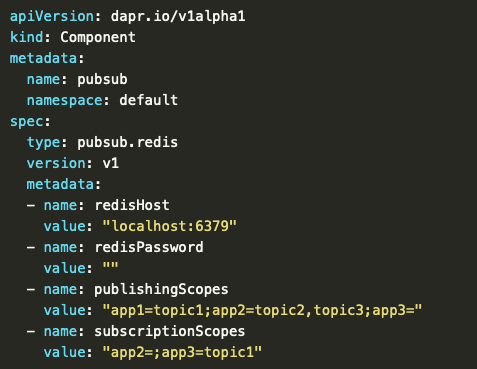 apiVersion: dapr.io/v1alpha1
kind: Component
metadata:
  name: pubsub
  namespace: default
spec:
  type: pubsub.redis
  version: v1
  metadata:
  - name: redisHost
    value: "localhost:6379"
  - name: redisPassword
    value: ""
  - name: publishingScopes
    value: "app1=topic1;app2=topic2,topic3;app3="
  - name: subscriptionScopes
    value: "app2=;app3=topic1"